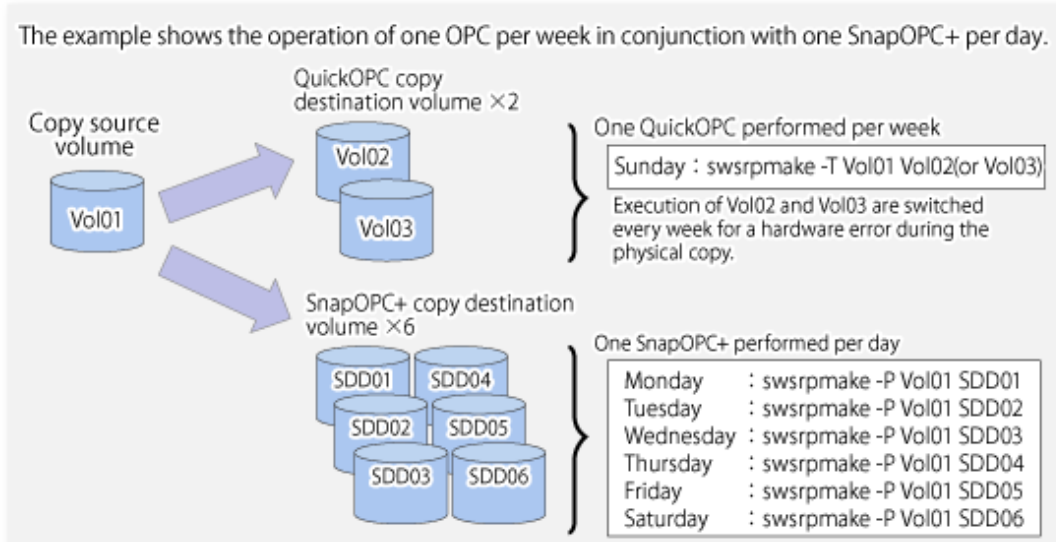 The example shows the operation of one OPC per week in conjunction with one SnapOPC+ per day.
QuickOPC copy
destination volume ×2
Copy source
volume
Vol01
Vol02
Vol03
One QuickOPC performed per week
Sunday : swsrpmake -T Vol01 Vol02(or Vol03)
Execution of Vol02 and Vol03 are switched
every week for a hardware error during the
physical copy.
SnapOPC+ copy destination
volume ×6
SDD01
SDD04
SDD02
SDD05
SDD03
SDD06
One SnapOPC+ performed per day
Monday : swsrpmake -P Vol01 SDD01
Tuesday : swsrpmake -P Vol01 SDD02
Wednesday : swsrpmake -P Vol01 SDD03
Thursday : swsrpmake -P Vol01 SDD04
Friday : swsrpmake -P Vol01 SDD05
Saturday : swsrpmake -P Vol01 SDD06